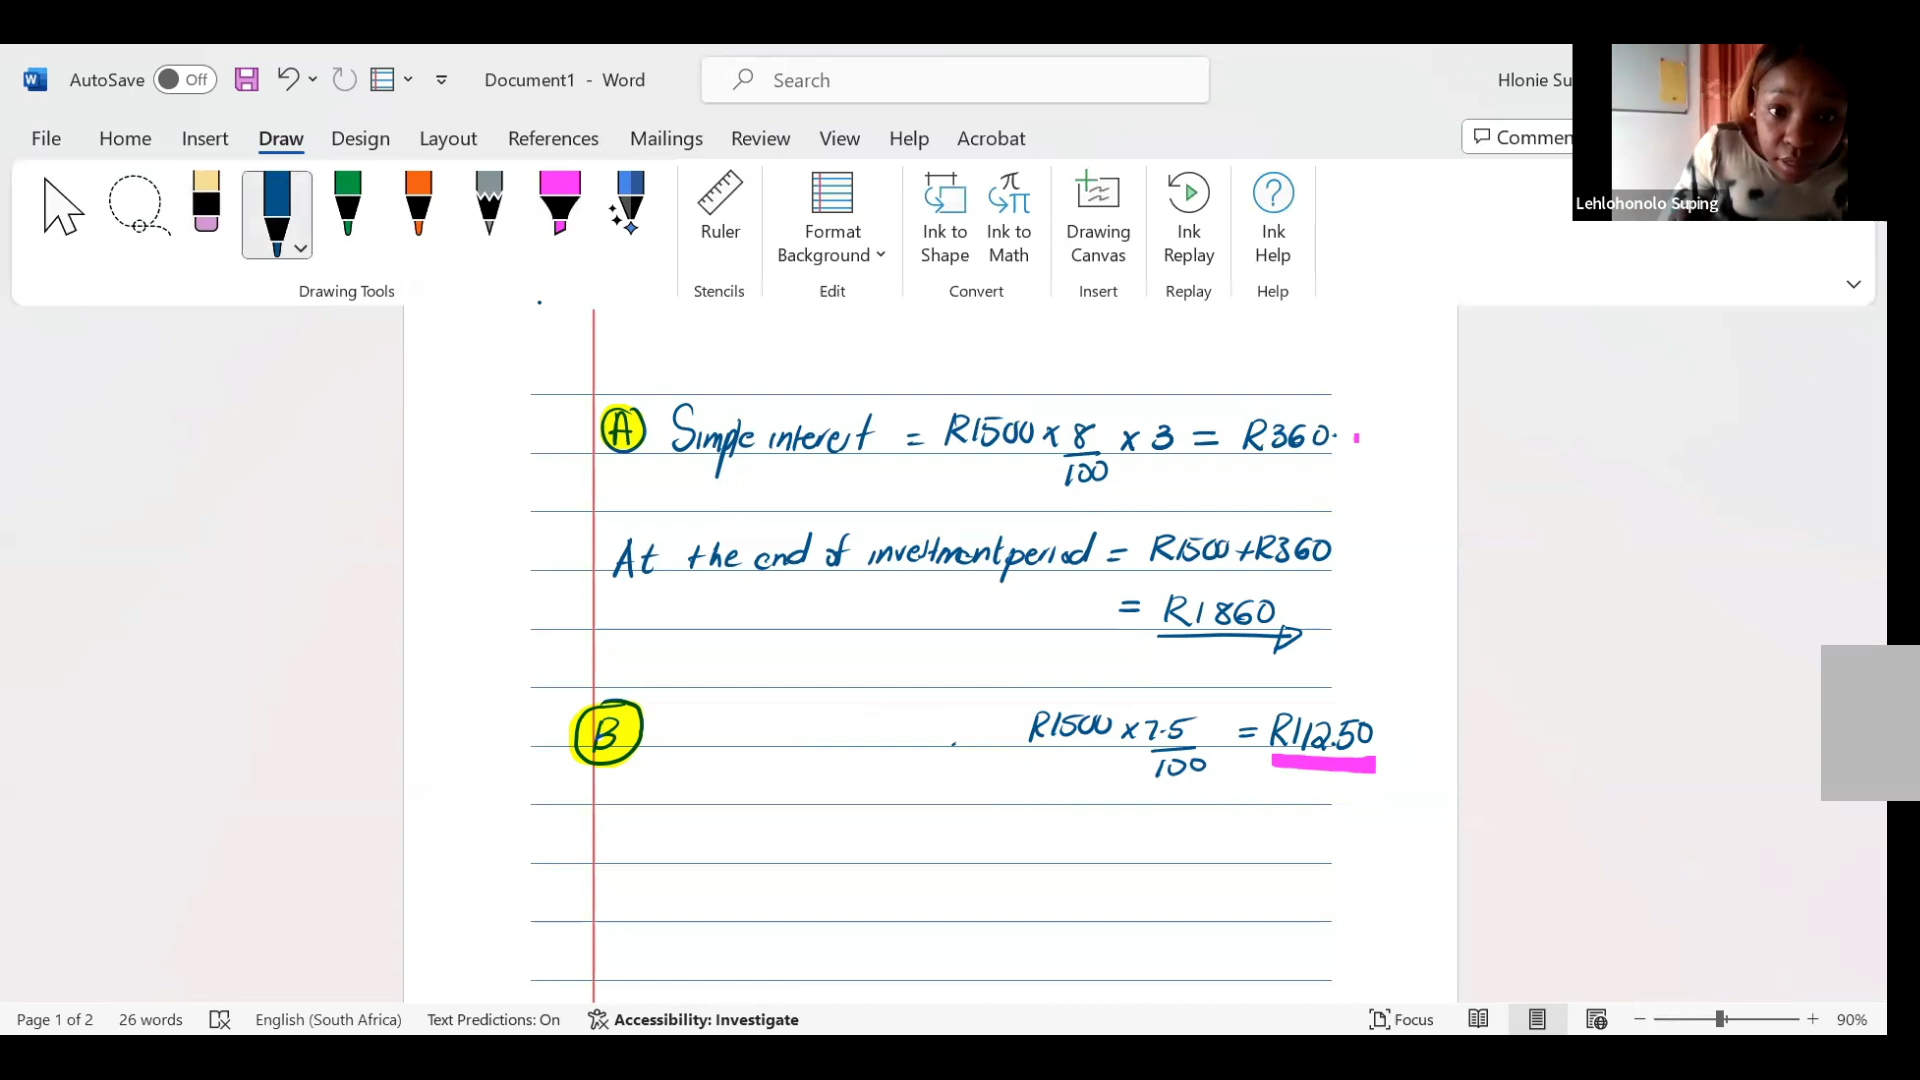 AutoSave Off Document1 - Word Search Hlonie Su
File Home Insert Draw Design Layout References Mailings Review View Help Acrobat Commen
Lehlohonolo Suping
Ruler
Format Background
Ink to Shape
Ink to Math
Drawing Canvas
Ink Replay
Ink Help
Drawing Tools Stencils Edit Convert Insert Replay Help
A Simple interest = R1500 x 8/100 x 3 = R360.
At the end of investment period = R1500 + R360
= R1860
B R1500 x 7.5/100 = R112.50
Page 1 of 2 26 words English (South Africa) Text Predictions: On Accessibility: Investigate Focus 90%